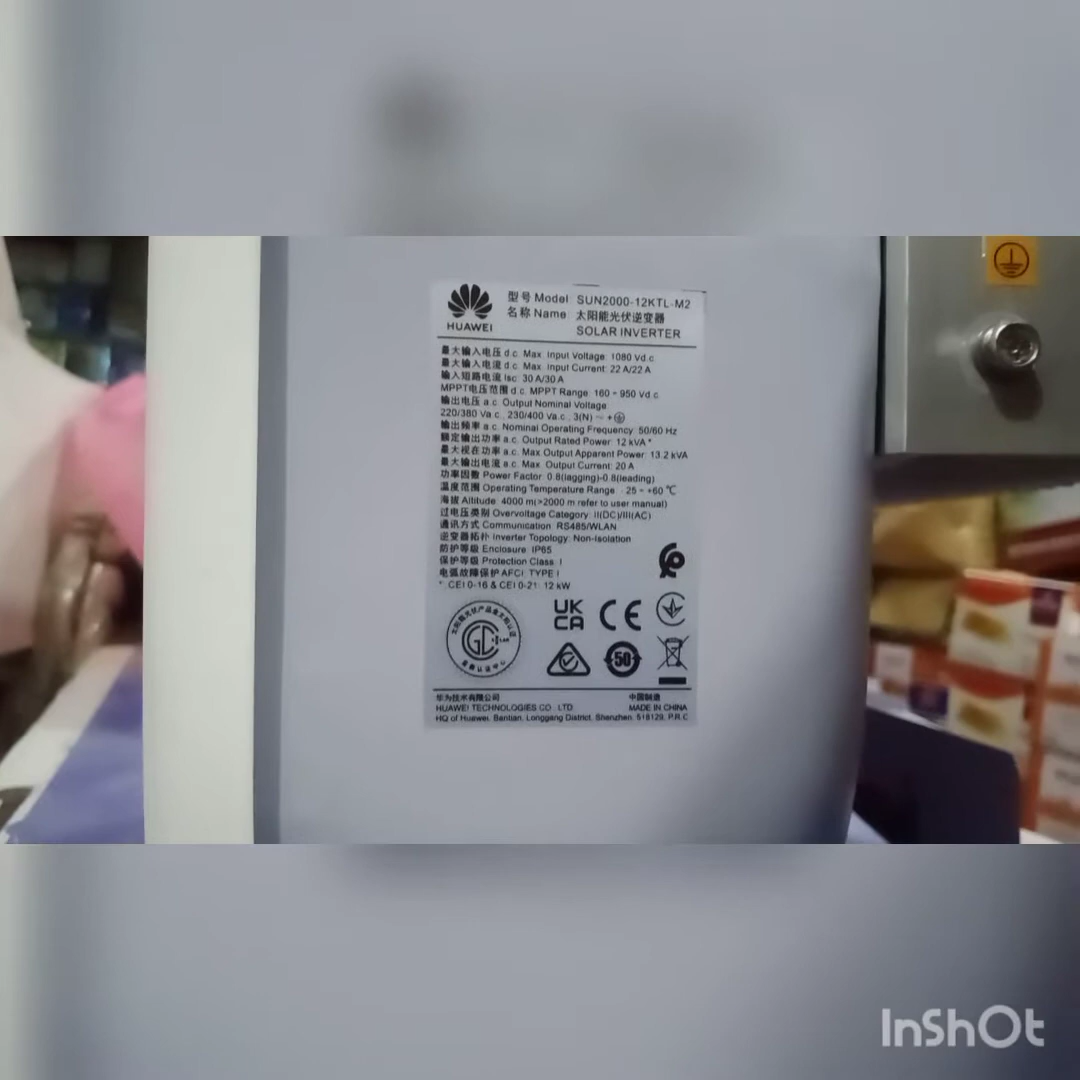 HUAWEI
型号 Model SUN2000-12KTL-M2
名称 Name: 太阳能光伏逆变器
SOLAR INVERTER
最大输入电压 d.c. Max. Input Voltage: 1080 Vd.c.
最大输入电流 d.c. Max. Input Current: 22 A/22 A
输入短路电流 Isc: 30 A/30 A
MPPT电压范围 d.c. MPPT Range: 160 - 950 Vd.c.
输出电压 a.c. Output Nominal Voltage:
220/380 Va.c., 230/400 Va.c., 3(N) ~ +
输出频率 a.c. Nominal Operating Frequency: 50/60 Hz
额定输出功率 a.c. Output Rated Power: 12 kVA *
最大视在功率 a.c. Max. Output Apparent Power: 13.2 kVA
最大输出电流 a.c. Max. Output Current: 20 A
功率因数 Power Factor: 0.8(lagging)-0.8(leading)
温度范围 Operating Temperature Range: -25 ~ +60 ℃
海拔 Altitude: 4000 m(>2000 m refer to user manual)
过电压类别 Overvoltage Category: II(DC)/III(AC)
通讯方式 Communication: RS485/WLAN
逆变器拓扑 Inverter Topology: Non-Isolation
防护等级 Enclosure: IP65
保护等级 Protection Class: I
电弧故障保护 AFCI: TYPE I
* CEI 0-16 & CEI 0-21: 12 kW
UK
CA
CE
50
华为技术有限公司 中国制造
HUAWEI TECHNOLOGIES CO., LTD. MADE IN CHINA
HQ of Huawei, Bantian, Longgang District, Shenzhen, 518129, P.R.C
InShOt